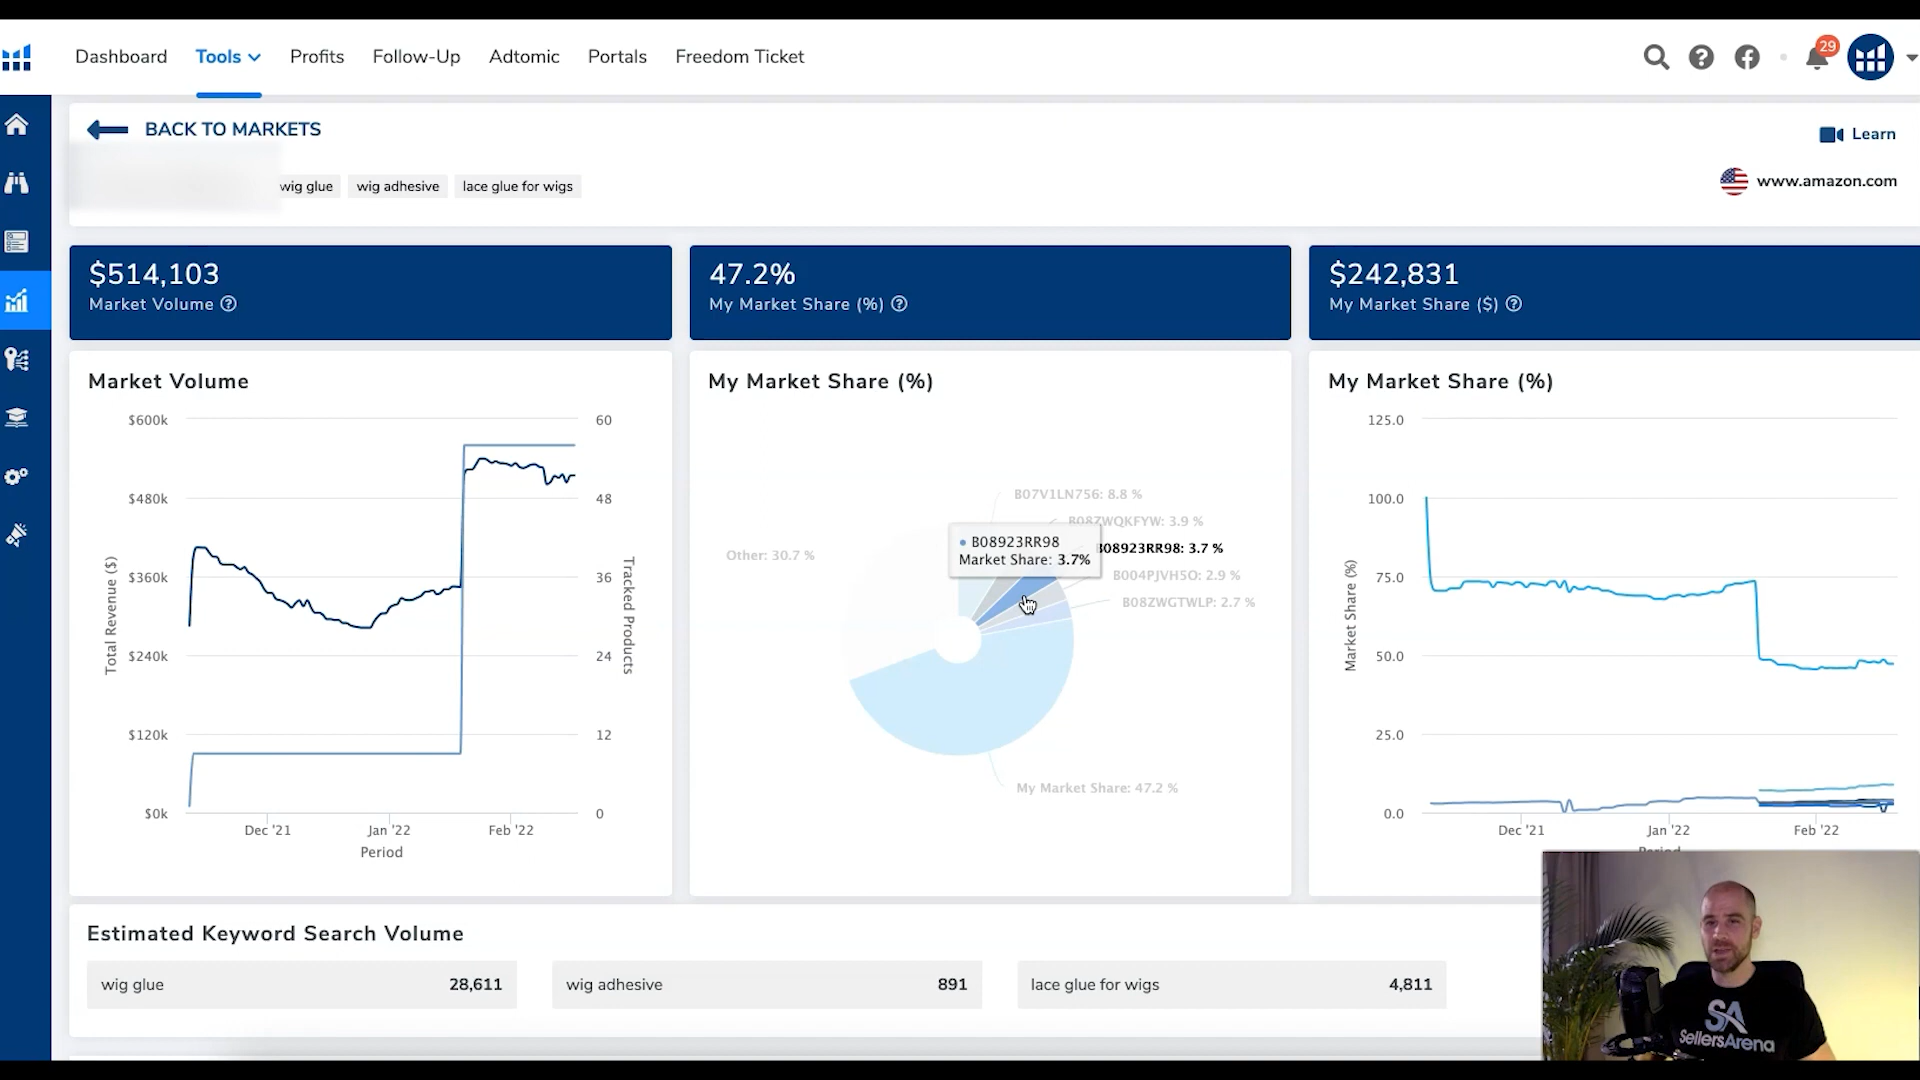 Dashboard
Tools
Profits
Follow-Up
Adtomic
Portals
Freedom Ticket
29
BACK TO MARKETS
Learn
wig glue
wig adhesive
lace glue for wigs
www.amazon.com
$514,103
Market Volume
47.2%
My Market Share (%)
$242,831
My Market Share ($)
Market Volume
$600k
$480k
$360k
$240k
$120k
$0k
60
48
36
24
12
0
Total Revenue ($)
Tracked Products
Dec '21
Jan '22
Feb '22
Period
My Market Share (%)
B07V1LN756: 8.8 %
B08ZWQKFYW: 3.9 %
B08923RR98: 3.7 %
B004PJVH5O: 2.9 %
B08ZWGTWLP: 2.7 %
Other: 30.7 %
B08923RR98
Market Share: 3.7%
My Market Share: 47.2 %
My Market Share (%)
125.0
100.0
75.0
50.0
25.0
0.0
Market Share (%)
Dec '21
Jan '22
Feb '22
Period
Estimated Keyword Search Volume
wig glue
28,611
wig adhesive
891
lace glue for wigs
4,811
SA
SellersArena